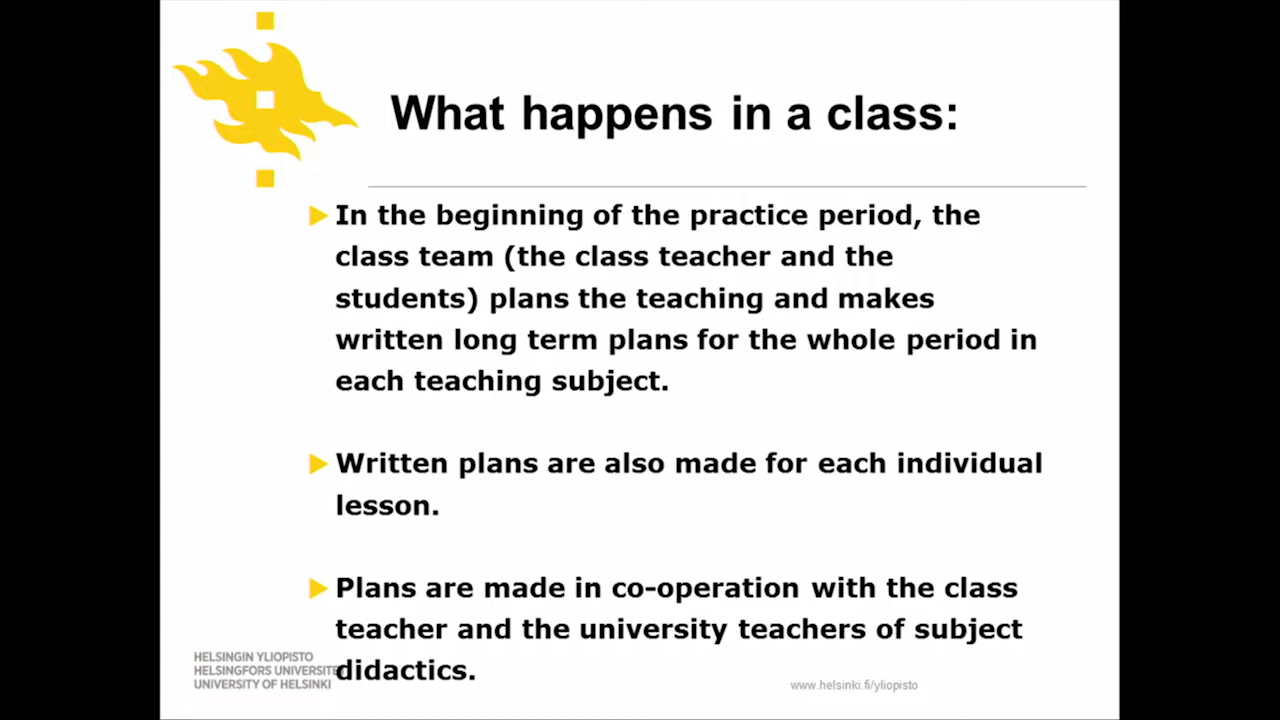 What happens in a class:
In the beginning of the practice period, the
class team (the class teacher and the
students) plans the teaching and makes
written long term plans for the whole period in
each teaching subject.
Written plans are also made for each individual
lesson.
Plans are made in co-operation with the class
teacher and the university teachers of subject
didactics.
HELSINGIN YLIOPISTO
HELSINGFORS UNIVERSITE
UNIVERSITY OF HELSINKI
www.helsinki.fi/yliopisto